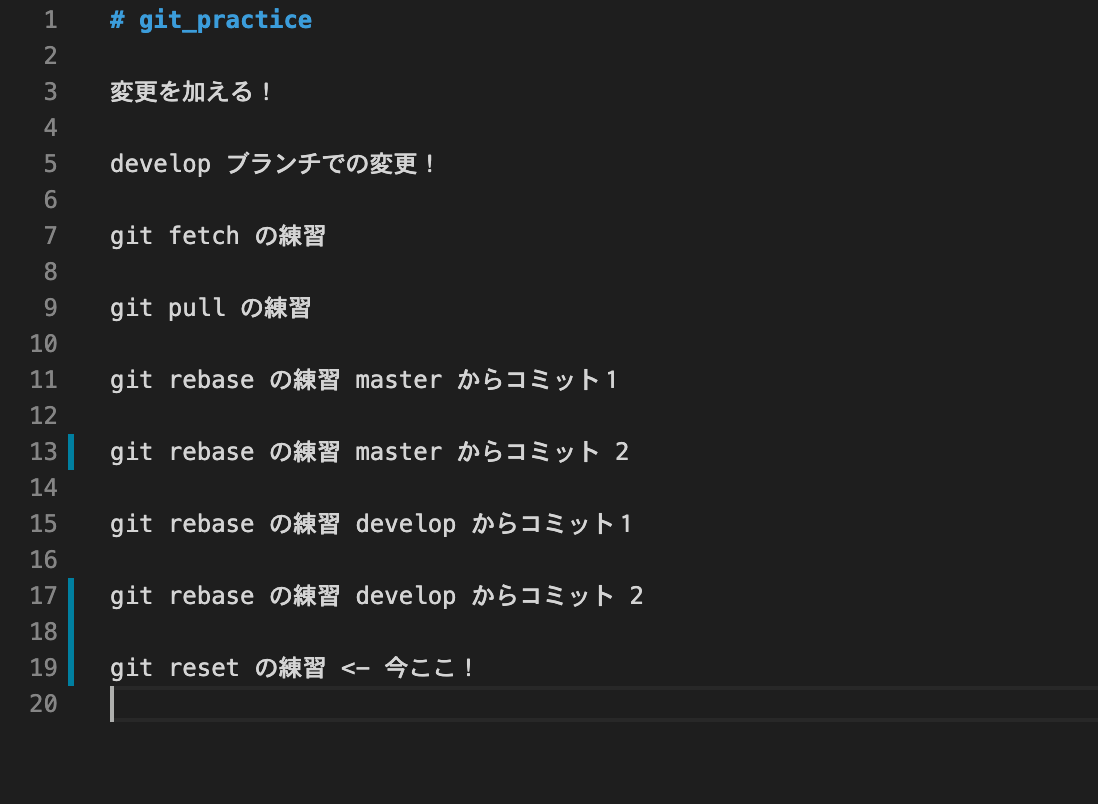 1 # git_practice
2
3 変更を加える！
4
5 develop ブランチでの変更！
6
7 git fetch の練習
8
9 git pull の練習
10
11 git rebase の練習 master からコミット１
12
13 git rebase の練習 master からコミット 2
14
15 git rebase の練習 develop からコミット１
16
17 git rebase の練習 develop からコミット 2
18
19 git reset の練習 <- 今ここ！
20